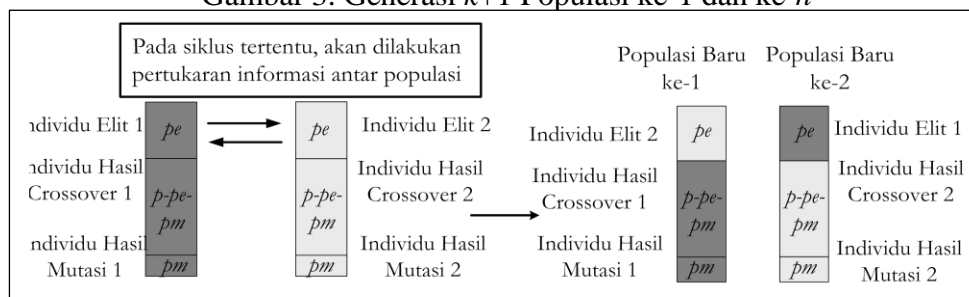 Gambar 3. Generasi k+1 Populasi ke-1 dan ke-n
Pada siklus tertentu, akan dilakukan
pertukaran informasi antar populasi
Populasi Baru
ke-1
Populasi Baru
ke-2
ndividu Elit 1
pe
pe
Individu Elit 2
Individu Elit 2
pe
pe
Individu Elit 1
ndividu Hasil
Crossover 1
p-pe-
pm
p-pe-
pm
Individu Hasil
Crossover 2
Individu Hasil
Crossover 1
p-pe-
pm
p-pe-
pm
Individu Hasil
Crossover 2
Individu Hasil
Mutasi 1
pm
pm
Individu Hasil
Mutasi 2
Individu Hasil
Mutasi 1
pm
pm
Individu Hasil
Mutasi 2